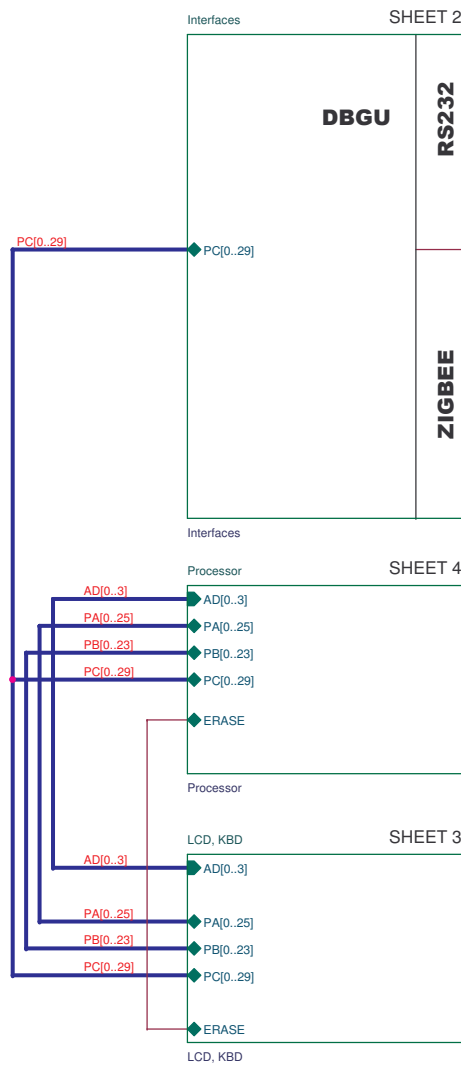 Interfaces SHEET 2
DBGU
RS232
PC[0..29]
PC[0..29]
ZIGBEE
Interfaces
Processor SHEET 4
AD[0..3]
AD[0..3]
PA[0..25]
PA[0..25]
PB[0..23]
PB[0..23]
PC[0..29]
PC[0..29]
ERASE
Processor
LCD, KBD SHEET 3
AD[0..3]
AD[0..3]
PA[0..25]
PA[0..25]
PB[0..23]
PB[0..23]
PC[0..29]
PC[0..29]
ERASE
LCD, KBD